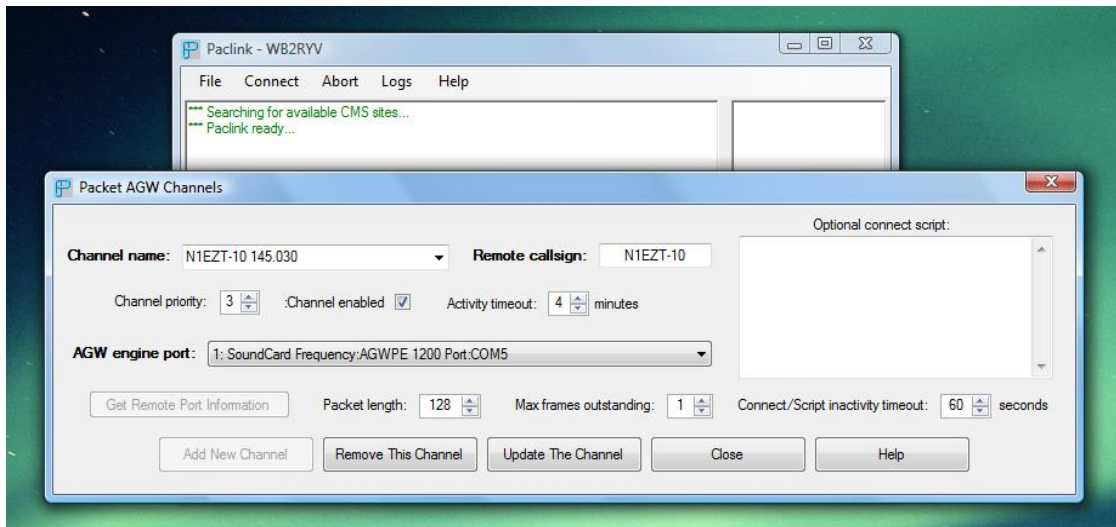 Paclink - WB2RYV
File Connect Abort Logs Help
*** Searching for available CMS sites...
*** Paclink ready...
Packet AGW Channels
Optional connect script:
Channel name: N1EZT-10 145.030 Remote callsign: N1EZT-10
Channel priority: 3 :Channel enabled Activity timeout: 4 minutes
AGW engine port: 1: SoundCard Frequency:AGWPE 1200 Port:COM5
Get Remote Port Information Packet length: 128 Max frames outstanding: 1 Connect/Script inactivity timeout: 60 seconds
Add New Channel Remove This Channel Update The Channel Close Help